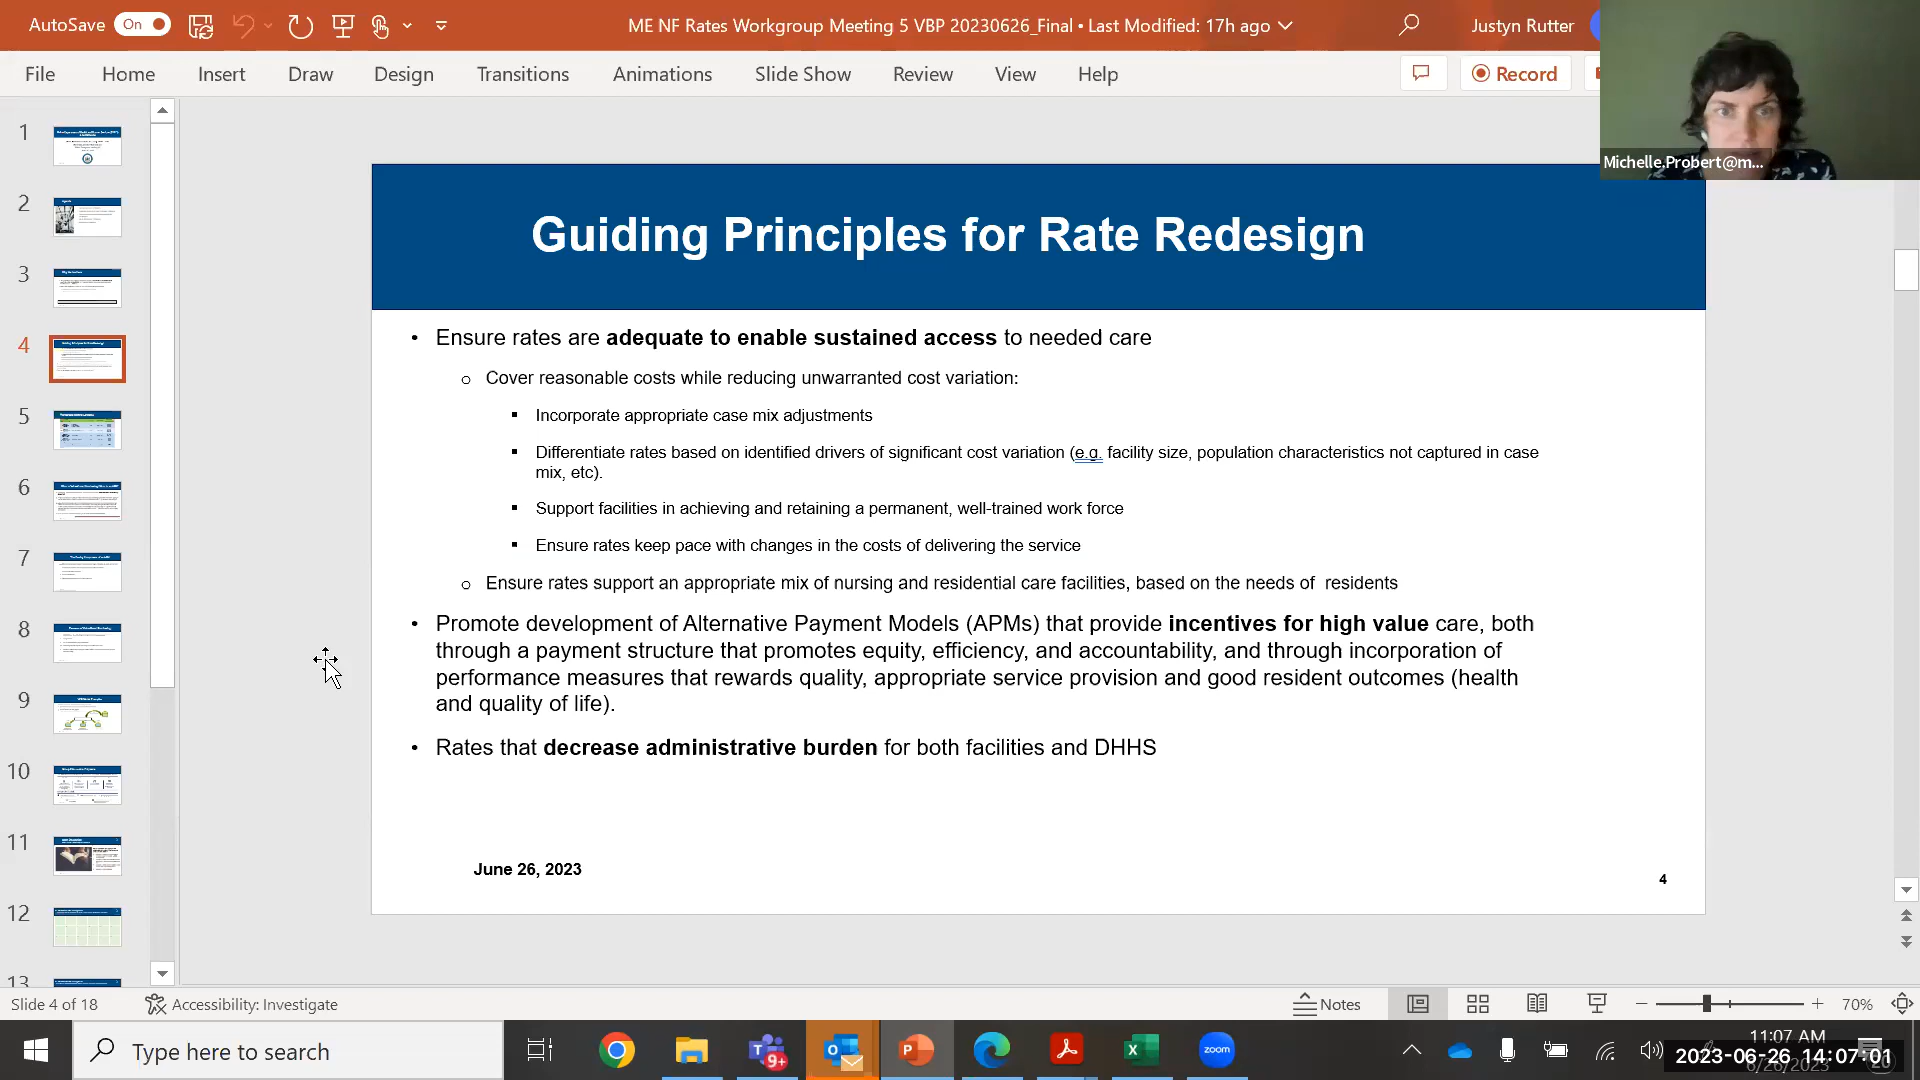 AutoSave On
ME NF Rates Workgroup Meeting 5 VBP 20230626_Final • Last Modified: 17h ago
Justyn Rutter
File Home Insert Draw Design Transitions Animations Slide Show Review View Help
Record
Michelle.Probert@m...
1
2
3
4
5
6
7
8
9
10
11
12
13
Guiding Principles for Rate Redesign
• Ensure rates are adequate to enable sustained access to needed care
o Cover reasonable costs while reducing unwarranted cost variation:
▪ Incorporate appropriate case mix adjustments
▪ Differentiate rates based on identified drivers of significant cost variation (e.g. facility size, population characteristics not captured in case
mix, etc).
▪ Support facilities in achieving and retaining a permanent, well-trained work force
▪ Ensure rates keep pace with changes in the costs of delivering the service
o Ensure rates support an appropriate mix of nursing and residential care facilities, based on the needs of  residents
• Promote development of Alternative Payment Models (APMs) that provide incentives for high value care, both
through a payment structure that promotes equity, efficiency, and accountability, and through incorporation of
performance measures that rewards quality, appropriate service provision and good resident outcomes (health
and quality of life).
• Rates that decrease administrative burden for both facilities and DHHS
June 26, 2023
4
Slide 4 of 18
Accessibility: Investigate
Notes
70%
Type here to search
9+
zoom
11:07 AM
2023-06-26 14:07:01
6/26/2023
20